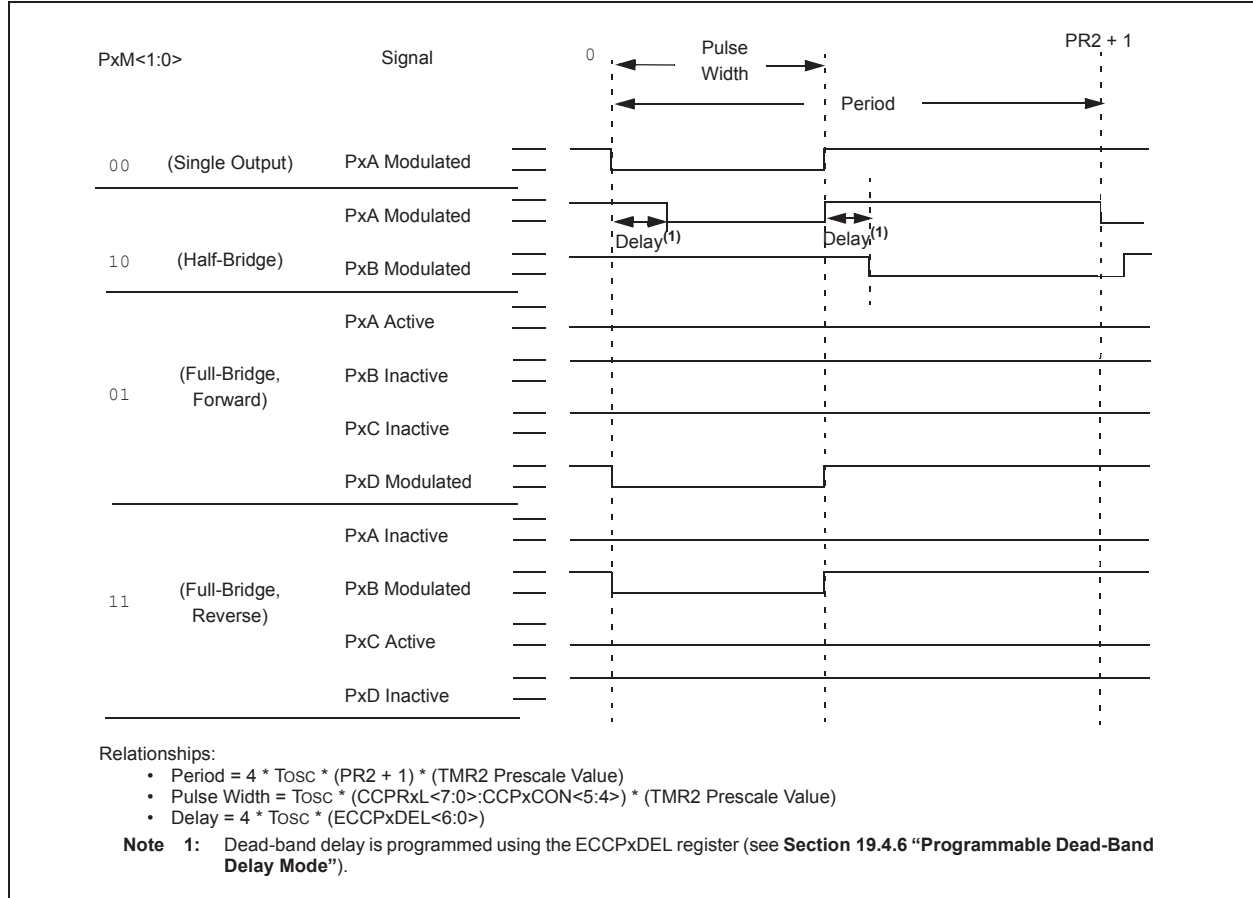 PxM<1:0> Signal 0 Pulse Width PR2 + 1
Period
00 (Single Output) PxA Modulated
PxA Modulated
Delay(1) Delay(1)
10 (Half-Bridge) PxB Modulated
PxA Active
01 (Full-Bridge, Forward) PxB Inactive
PxC Inactive
PxD Modulated
PxA Inactive
11 (Full-Bridge, Reverse) PxB Modulated
PxC Active
PxD Inactive
Relationships:
• Period = 4 * TOSC * (PR2 + 1) * (TMR2 Prescale Value)
• Pulse Width = TOSC * (CCPRxL<7:0>:CCPxCON<5:4>) * (TMR2 Prescale Value)
• Delay = 4 * TOSC * (ECCPxDEL<6:0>)
Note 1: Dead-band delay is programmed using the ECCPxDEL register (see Section 19.4.6 “Programmable Dead-Band
Delay Mode”).